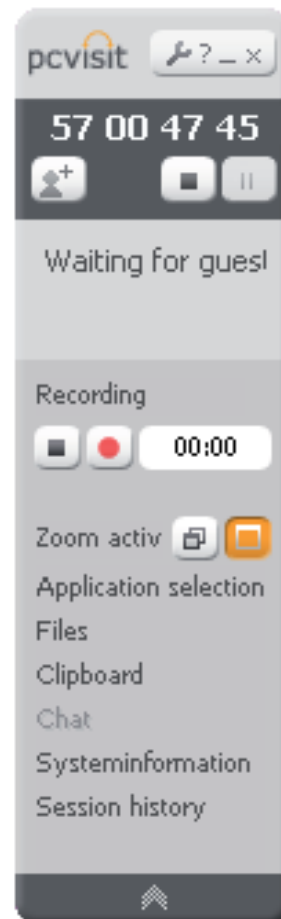 pcvisit ? _ ×
57 00 47 45
Waiting for gues
Recording
00:00
Zoom activ
Application selection
Files
Clipboard
Chat
Systeminformation
Session history